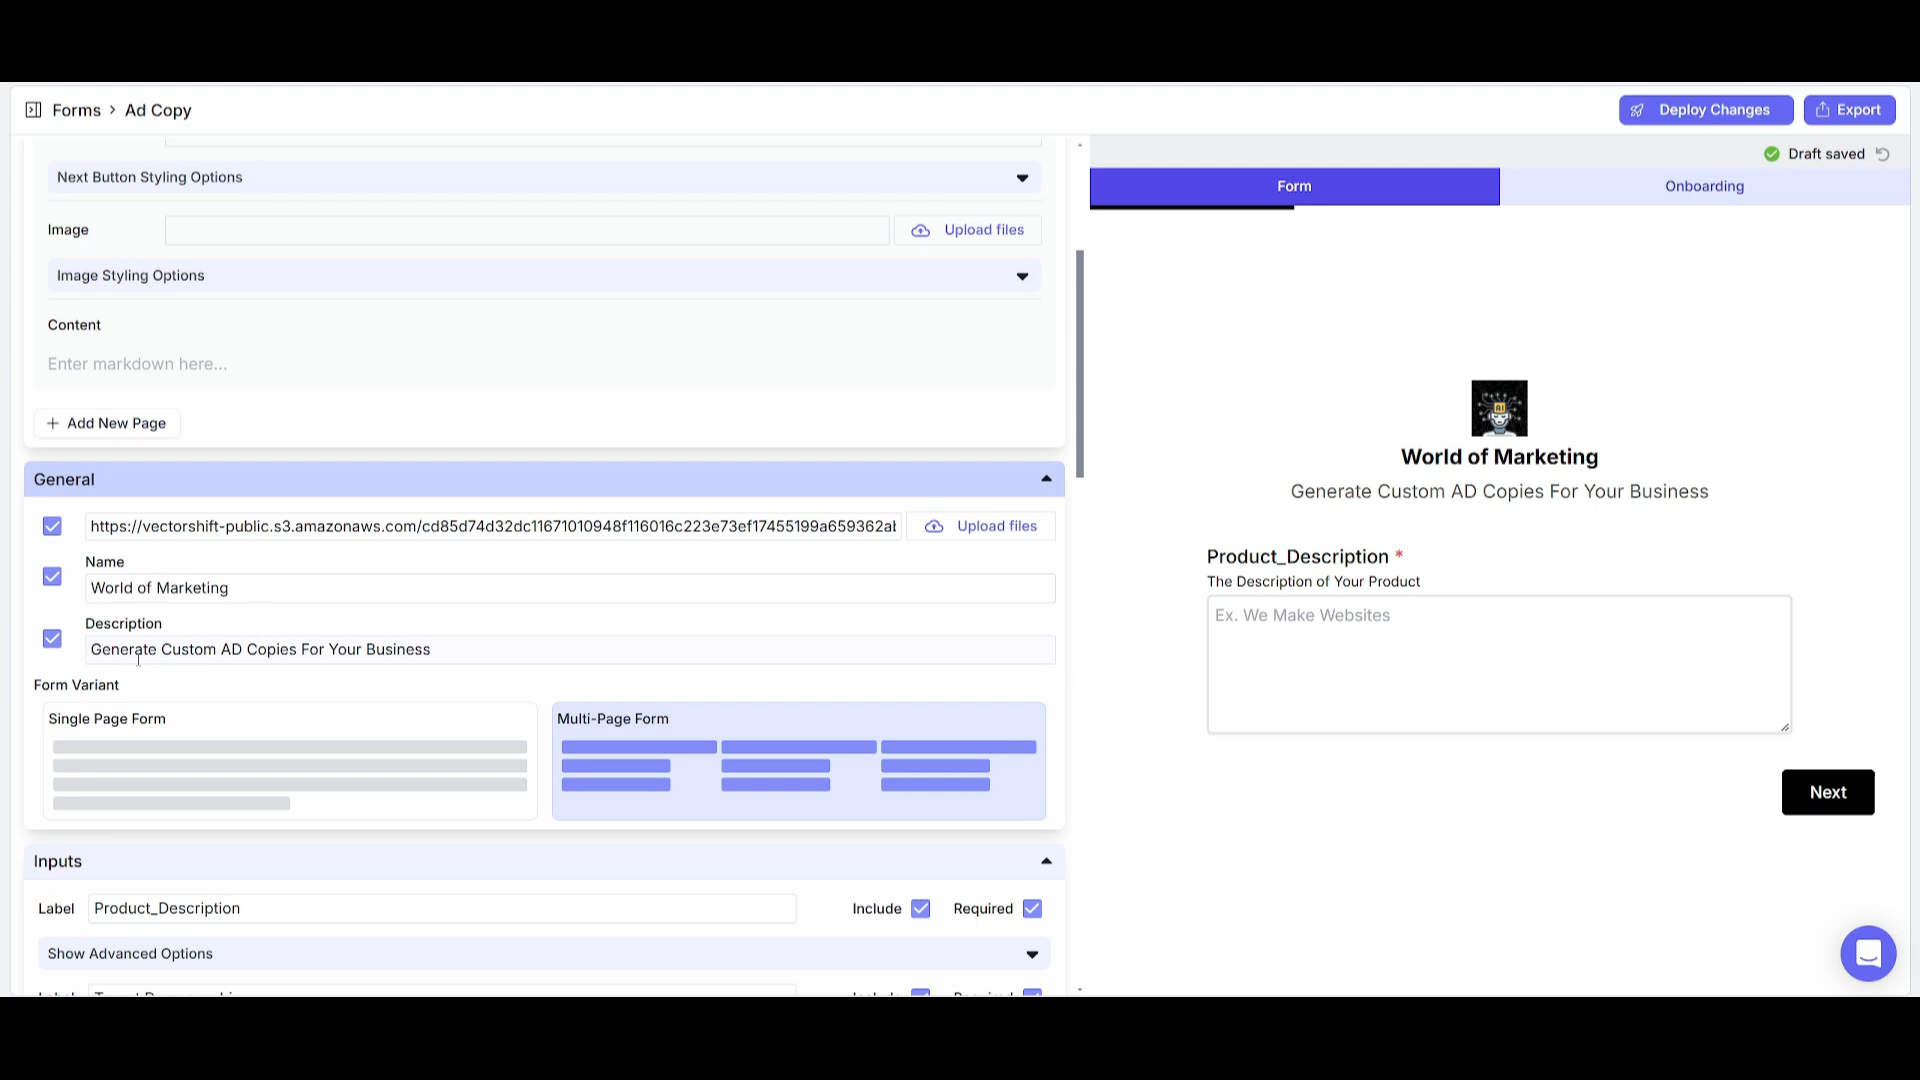 Forms > Ad Copy
Deploy Changes
Export
Draft saved
Next Button Styling Options
Image
Upload files
Image Styling Options
Content
Enter markdown here...
+ Add New Page
General
https://vectorshift-public.s3.amazonaws.com/cd85d74d32dc11671010948f116016c223e73ef17455199a659362al
Upload files
Name
World of Marketing
Description
Generate Custom AD Copies For Your Business
Form Variant
Single Page Form
Multi-Page Form
Inputs
Label
Product_Description
Include
Required
Show Advanced Options
Form
Onboarding
AI
World of Marketing
Generate Custom AD Copies For Your Business
Product_Description *
The Description of Your Product
Ex. We Make Websites
Next